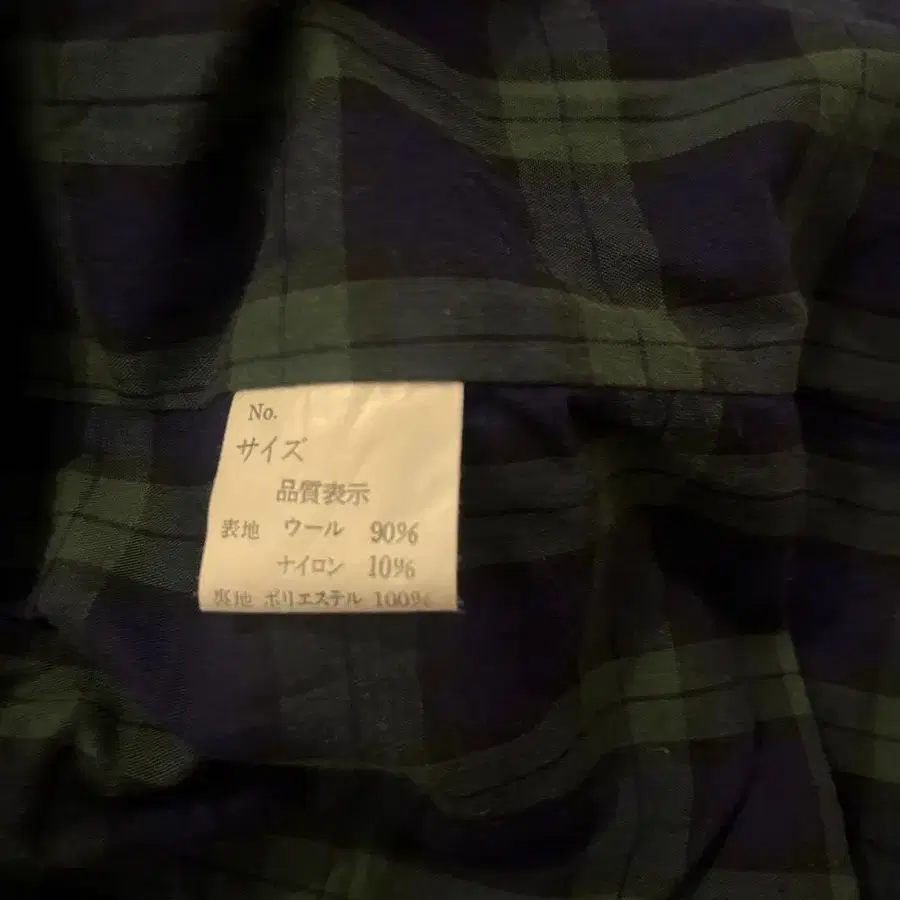 No.
サイズ
品質表示
表地 ウール 90%
ナイロン 10%
裏地 ポリエステル 100%